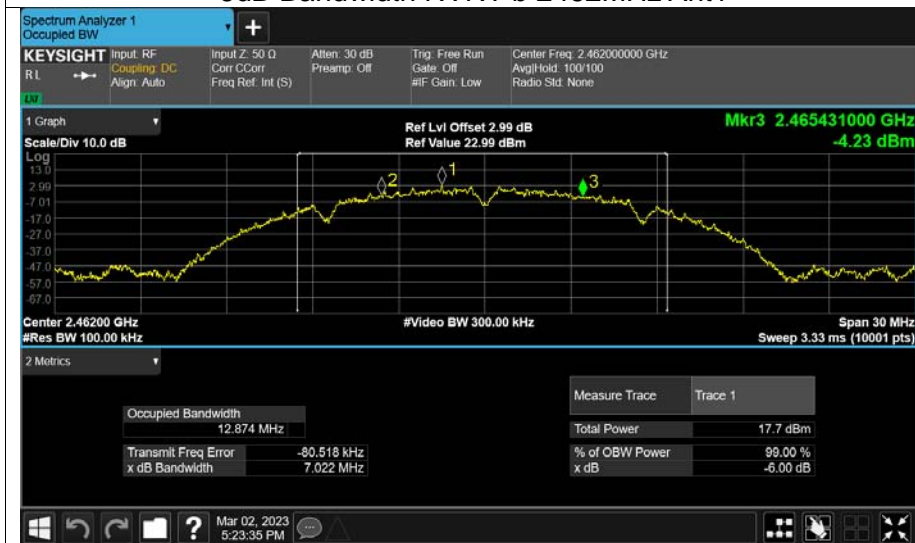 Spectrum Analyzer 1
Occupied BW
+
KEYSIGHT Input: RF Input Z: 50 Ω Atten: 30 dB Trig: Free Run Center Freq: 2.462000000 GHz
RL Coupling: DC Corr CCorr Preamp: Off Gate: Off Avg|Hold: 100/100
Align: Auto Freq Ref: Int (S) #IF Gain: Low Radio Std: None
LXI
1 Graph Ref Lvl Offset 2.99 dB Mkr3 2.465431000 GHz
Scale/Div 10.0 dB Ref Value 22.99 dBm -4.23 dBm
Log
13.0
2.99
-7.01
-17.0
-27.0
-37.0
-47.0
-57.0
-67.0
2 1 3
Center 2.46200 GHz #Video BW 300.00 kHz Span 30 MHz
#Res BW 100.00 kHz Sweep 3.33 ms (10001 pts)
2 Metrics
Measure Trace Trace 1
Occupied Bandwidth
12.874 MHz Total Power 17.7 dBm
Transmit Freq Error -80.518 kHz % of OBW Power 99.00 %
x dB Bandwidth 7.022 MHz x dB -6.00 dB
? Mar 02, 2023
5:23:35 PM